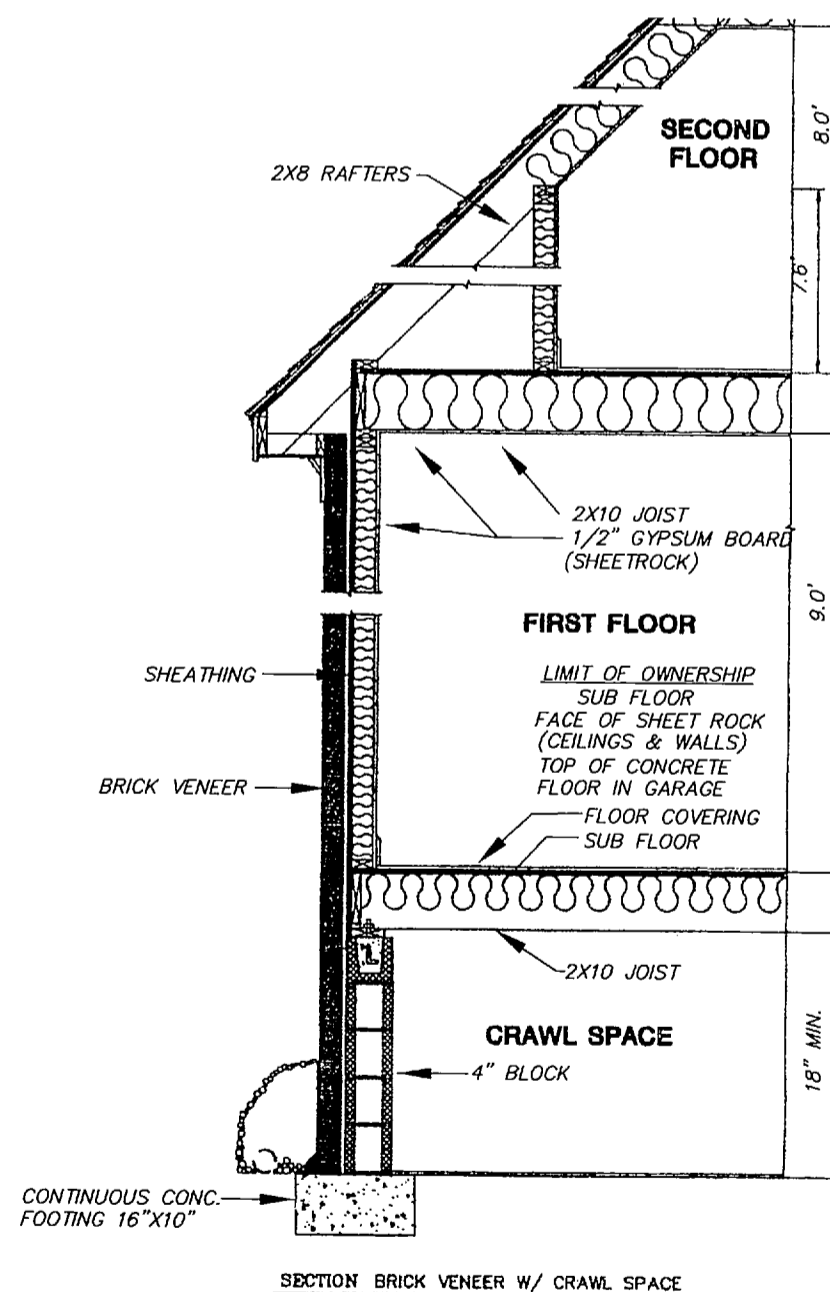 SECOND
FLOOR
8.0'
2X8 RAFTERS
7.6'
2X10 JOIST
1/2" GYPSUM BOARD
(SHEETROCK)
9.0'
FIRST FLOOR
SHEATHING
LIMIT OF OWNERSHIP
SUB FLOOR
FACE OF SHEET ROCK
(CEILINGS & WALLS)
TOP OF CONCRETE
FLOOR IN GARAGE
BRICK VENEER
FLOOR COVERING
SUB FLOOR
2X10 JOIST
CRAWL SPACE
4" BLOCK
18" MIN.
CONTINUOUS CONC.
FOOTING 16"X10"
SECTION BRICK VENEER W/ CRAWL SPACE